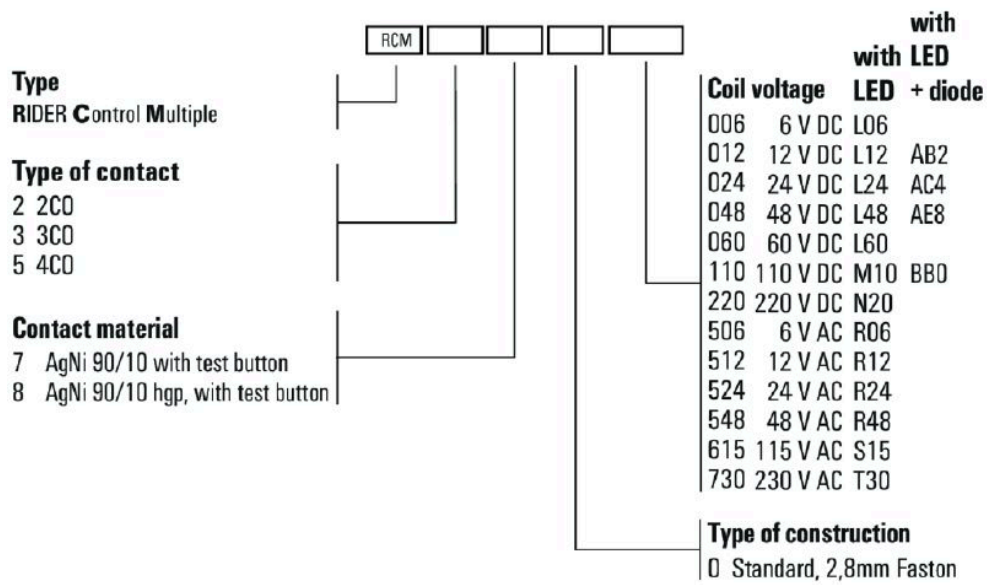 RCM
with
with LED
Coil voltage LED + diode
006 6 V DC L06
012 12 V DC L12 AB2
024 24 V DC L24 AC4
048 48 V DC L48 AE8
060 60 V DC L60
110 110 V DC M10 BB0
220 220 V DC N20
506 6 V AC R06
512 12 V AC R12
524 24 V AC R24
548 48 V AC R48
615 115 V AC S15
730 230 V AC T30
Type
RIDER Control Multiple
Type of contact
2 2CO
3 3CO
5 4CO
Contact material
7 AgNi 90/10 with test button
8 AgNi 90/10 hgp, with test button
Type of construction
0 Standard, 2,8mm Faston